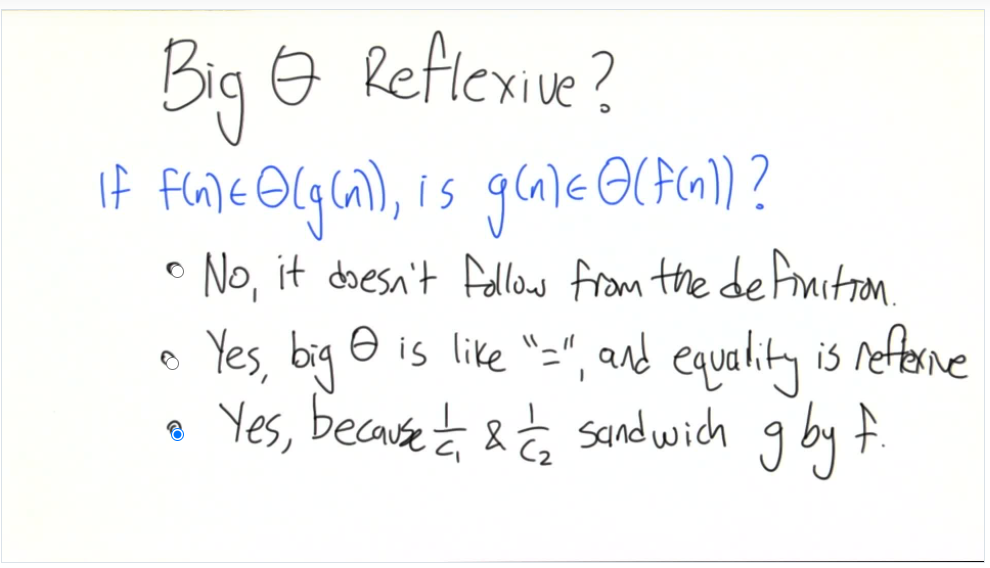 Big Θ Reflexive?
If f(n)∈Θ(g(n)), is g(n)∈Θ(f(n))?
No, it doesn't follow from the definition.
Yes, big Θ is like "=", and equality is reflexive
Yes, because 1/c₁ & 1/c₂ sandwich g by f.